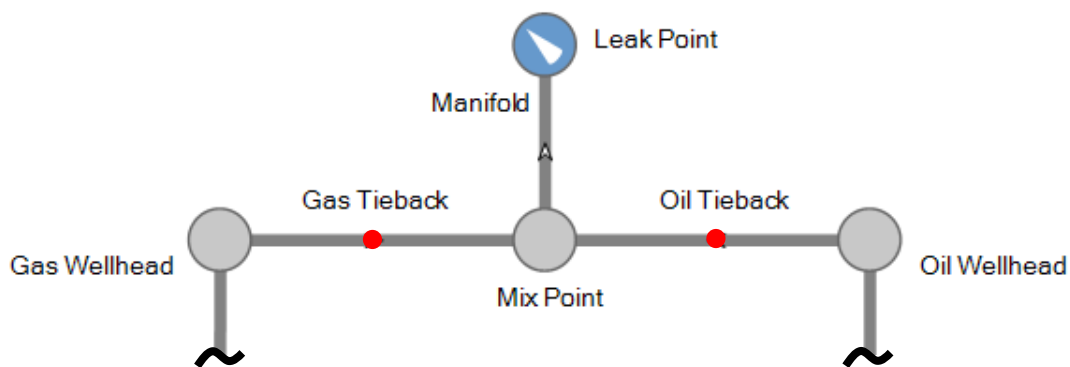 Leak Point
Manifold
Gas Tieback
Oil Tieback
Gas Wellhead
Oil Wellhead
Mix Point